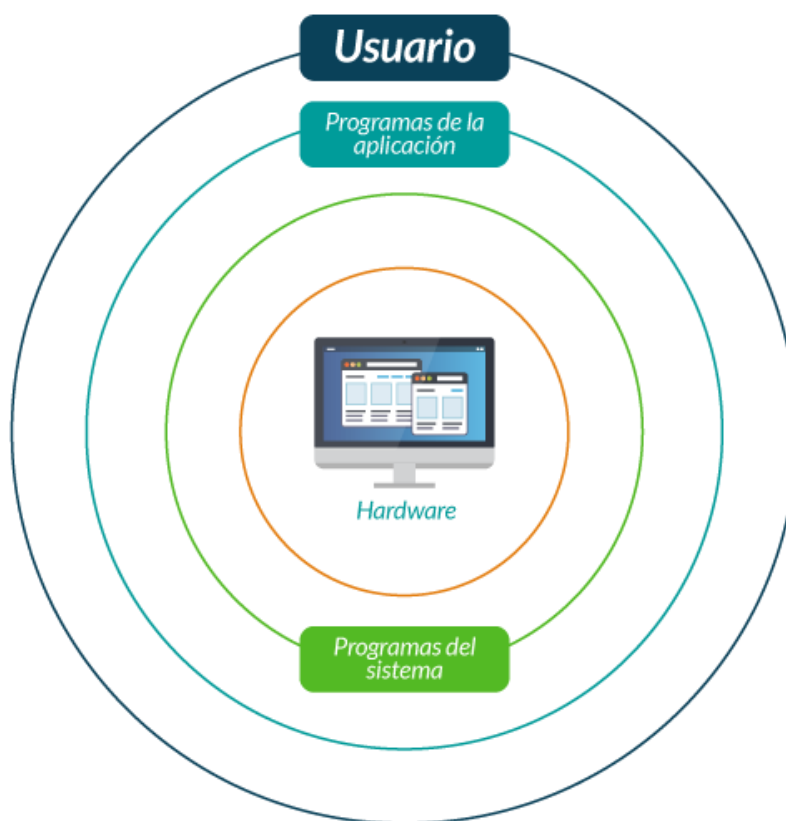 Usuario
Programas de la
aplicación
Hardware
Programas del
sistema